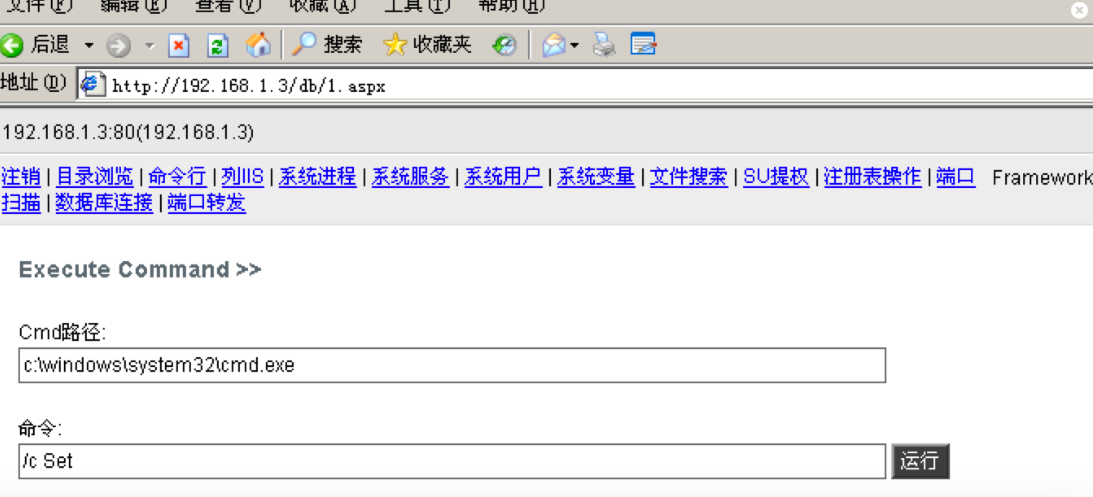 文件(F) 编辑(E) 查看(V) 收藏(A) 工具(T) 帮助(H)
后退 搜索 收藏夹
地址(D) http://192.168.1.3/db/1.aspx
192.168.1.3:80(192.168.1.3)
注销 | 目录浏览 | 命令行 | 列IIS | 系统进程 | 系统服务 | 系统用户 | 系统变量 | 文件搜索 | SU提权 | 注册表操作 | 端口 Framework
扫描 | 数据库连接 | 端口转发
Execute Command >>
Cmd路径:
c:\windows\system32\cmd.exe
命令:
/c Set 运行